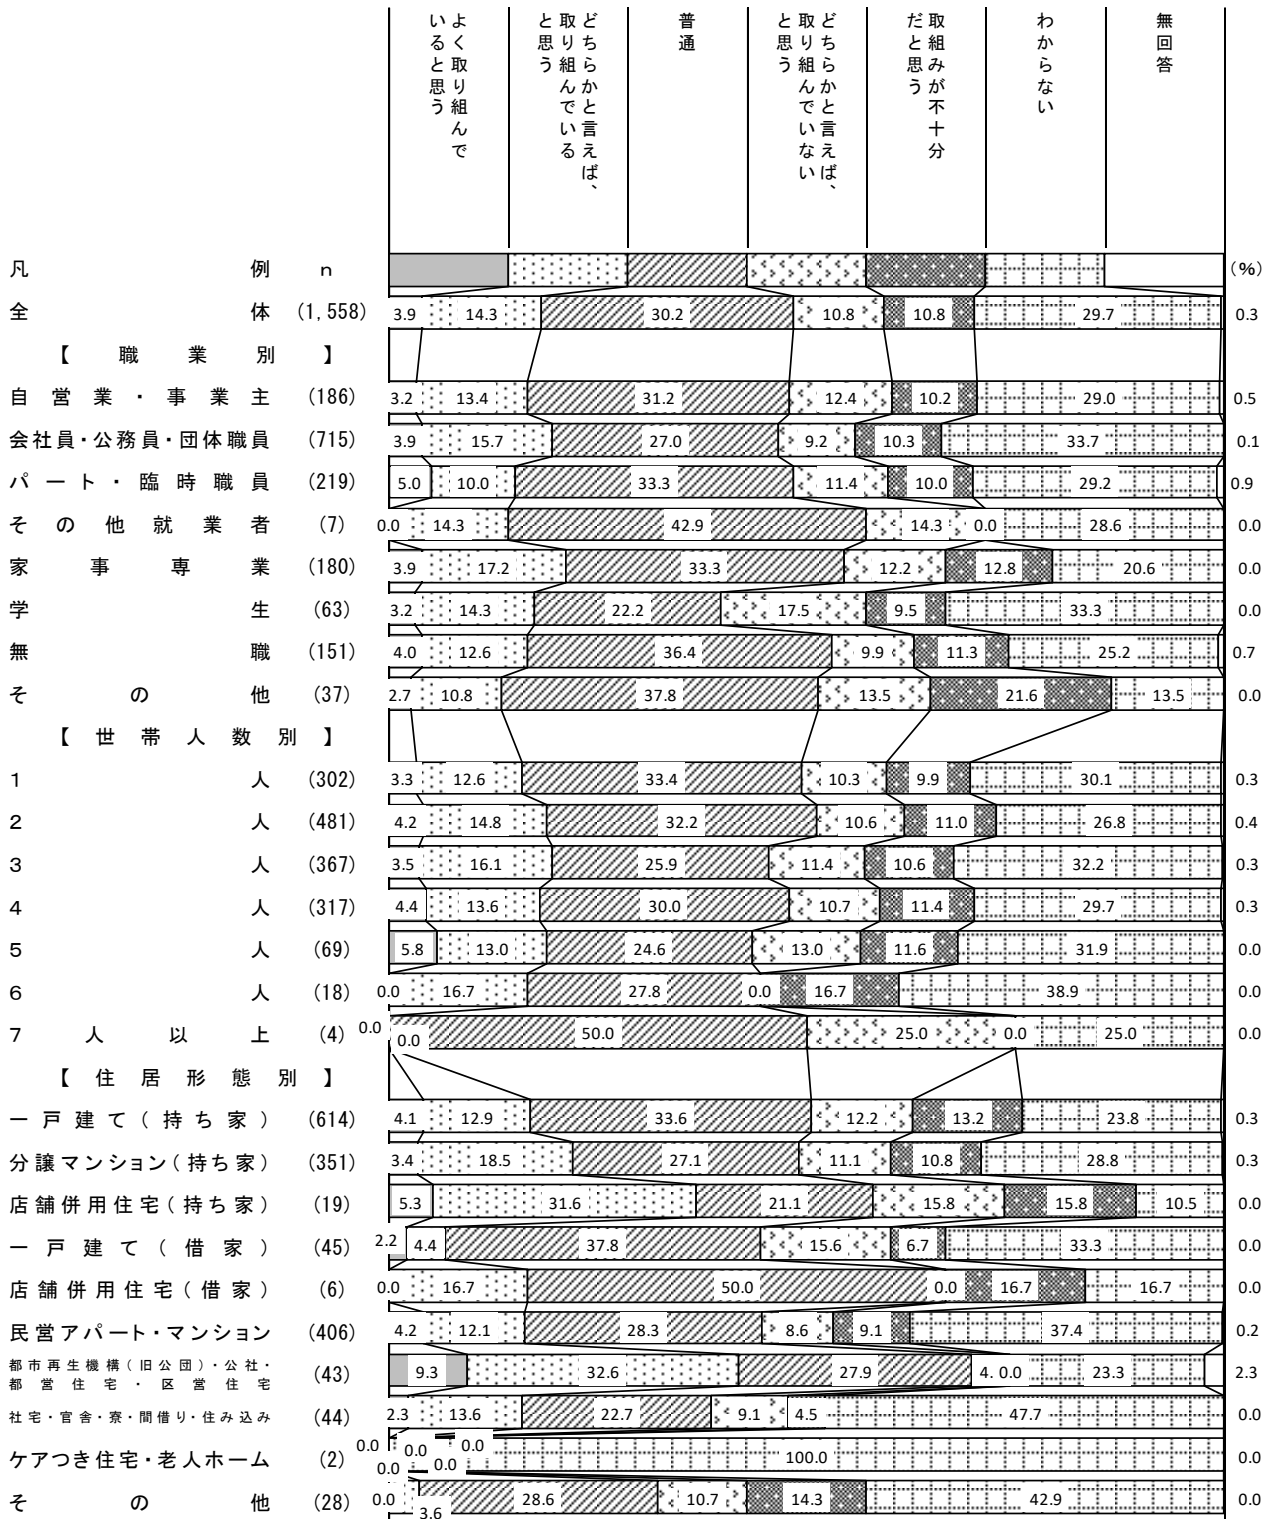 よく取り組んで
いると思う
どちらかと言えば、
取り組んでいる
と思う
普通
どちらかと言えば、
取り組んでいない
と思う
取組みが不十分
だと思う
わからない
無回答
凡例 n (%)
全体 (1,558) 3.9 14.3 30.2 10.8 10.8 29.7 0.3
【職業別】
自営業・事業主 (186) 3.2 13.4 31.2 12.4 10.2 29.0 0.5
会社員・公務員・団体職員 (715) 3.9 15.7 27.0 9.2 10.3 33.7 0.1
パート・臨時職員 (219) 5.0 10.0 33.3 11.4 10.0 29.2 0.9
その他就業者 (7) 0.0 14.3 42.9 14.3 0.0 28.6 0.0
家事専業 (180) 3.9 17.2 33.3 12.2 12.8 20.6 0.0
学生 (63) 3.2 14.3 22.2 17.5 9.5 33.3 0.0
無職 (151) 4.0 12.6 36.4 9.9 11.3 25.2 0.7
その他 (37) 2.7 10.8 37.8 13.5 21.6 13.5 0.0
【世帯人数別】
1人 (302) 3.3 12.6 33.4 10.3 9.9 30.1 0.3
2人 (481) 4.2 14.8 32.2 10.6 11.0 26.8 0.4
3人 (367) 3.5 16.1 25.9 11.4 10.6 32.2 0.3
4人 (317) 4.4 13.6 30.0 10.7 11.4 29.7 0.3
5人 (69) 5.8 13.0 24.6 13.0 11.6 31.9 0.0
6人 (18) 0.0 16.7 27.8 0.0 16.7 38.9 0.0
7人以上 (4) 0.0 0.0 50.0 25.0 0.0 25.0 0.0
【住居形態別】
一戸建て(持ち家) (614) 4.1 12.9 33.6 12.2 13.2 23.8 0.3
分譲マンション(持ち家) (351) 3.4 18.5 27.1 11.1 10.8 28.8 0.3
店舗併用住宅(持ち家) (19) 5.3 31.6 21.1 15.8 15.8 10.5 0.0
一戸建て(借家) (45) 2.2 4.4 37.8 15.6 6.7 33.3 0.0
店舗併用住宅(借家) (6) 0.0 16.7 50.0 0.0 16.7 16.7 0.0
民営アパート・マンション (406) 4.2 12.1 28.3 8.6 9.1 37.4 0.2
都市再生機構(旧公団)・公社・
都営住宅・区営住宅 (43) 9.3 32.6 27.9 4. 0.0 23.3 2.3
社宅・官舎・寮・間借り・住み込み (44) 2.3 13.6 22.7 9.1 4.5 47.7 0.0
ケアつき住宅・老人ホーム (2) 0.0 0.0 0.0 0.0 0.0 100.0 0.0
その他 (28) 0.0 3.6 28.6 10.7 14.3 42.9 0.0